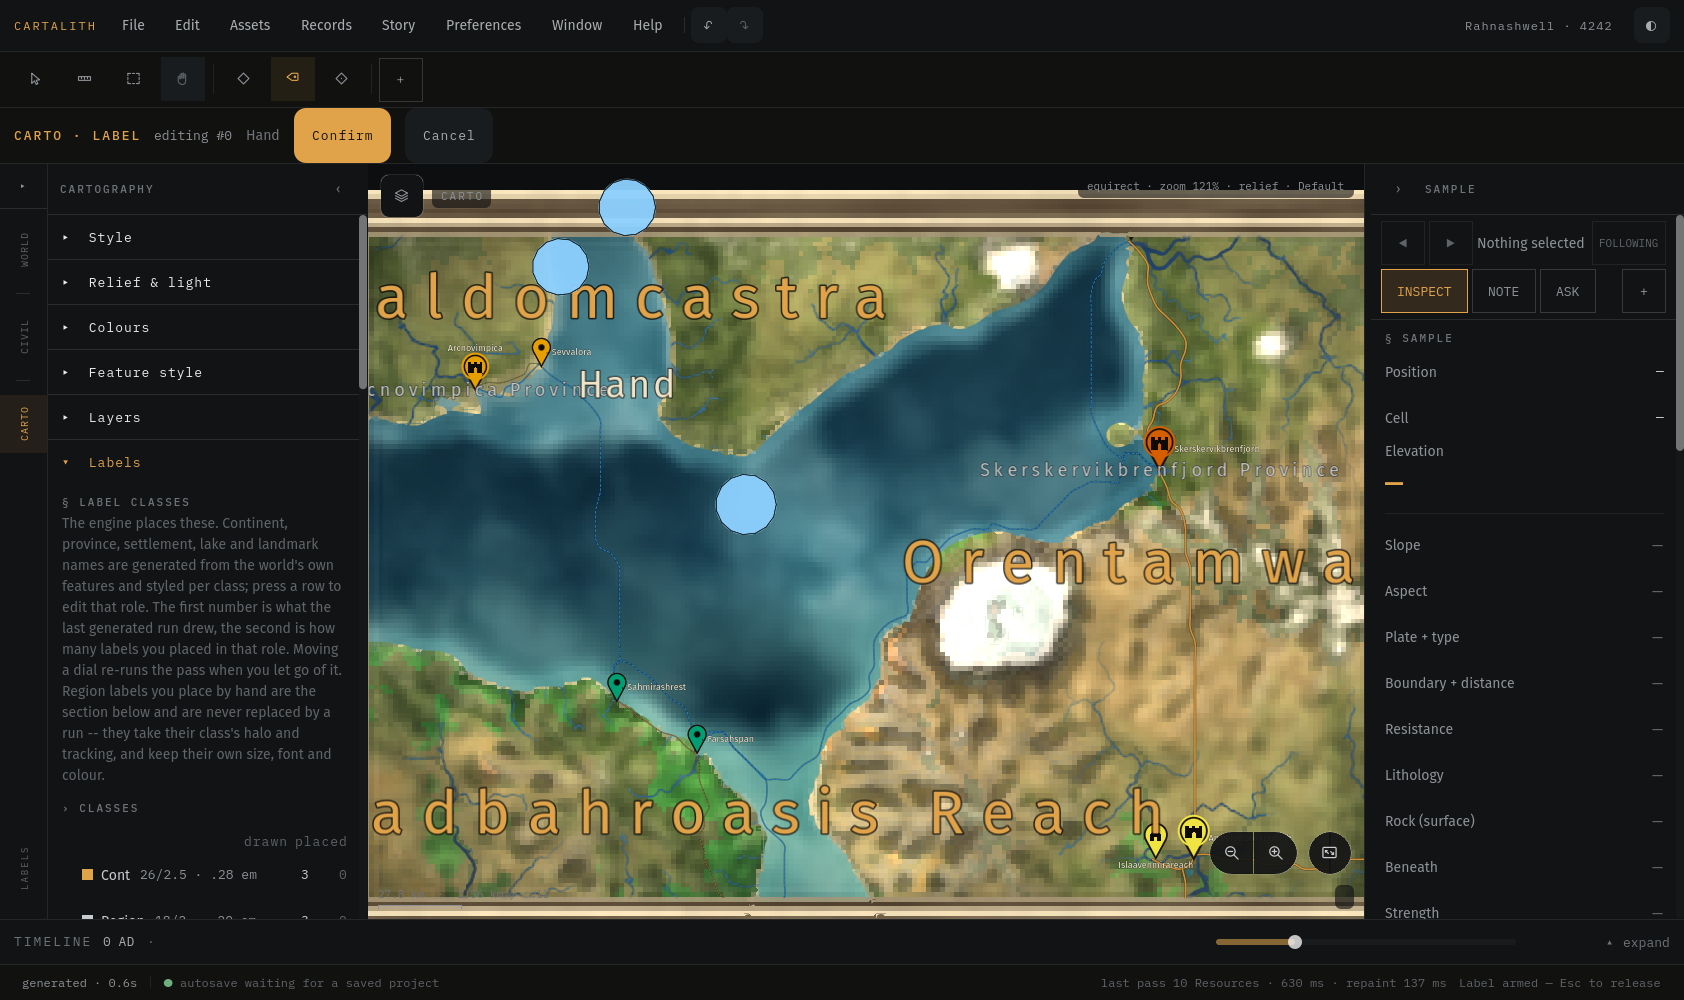 CARTALITH File Edit Assets Records Story Preferences Window Help Rahnashwell · 4242
+
CARTO · LABEL editing #0 Hand Confirm Cancel
CARTOGRAPHY
WORLD
CIVIL
CARTO
LABELS
Style
Relief & light
Colours
Feature style
Layers
Labels
§ LABEL CLASSES
The engine places these. Continent,
province, settlement, lake and landmark
names are generated from the world's own
features and styled per class; press a row to
edit that role. The first number is what the
last generated run drew, the second is how
many labels you placed in that role. Moving
a dial re-runs the pass when you let go of it.
Region labels you place by hand are the
section below and are never replaced by a
run -- they take their class's halo and
tracking, and keep their own size, font and
colour.
› CLASSES
drawn placed
Cont 26/2.5 · .28 em 3 0
CARTO
equirect · zoom 121% · relief · Default
aldomcastra
Arcnovimpica
Sevvalora
cnovimpica Province
Hand
Skerskervikbrenfjord
Skerskervikbrenfjord Province
Orentamwa
Sahmirashrest
Farsahspan
adbahroasis Reach
Islaavenmirareach
› SAMPLE
Nothing selected FOLLOWING
INSPECT NOTE ASK +
§ SAMPLE
Position –
Cell –
Elevation
–
Slope —
Aspect —
Plate + type —
Boundary + distance —
Resistance —
Lithology —
Rock (surface) —
Beneath —
Strength —
TIMELINE 0 AD · expand
generated · 0.6s autosave waiting for a saved project last pass 10 Resources · 630 ms · repaint 137 ms Label armed — Esc to release